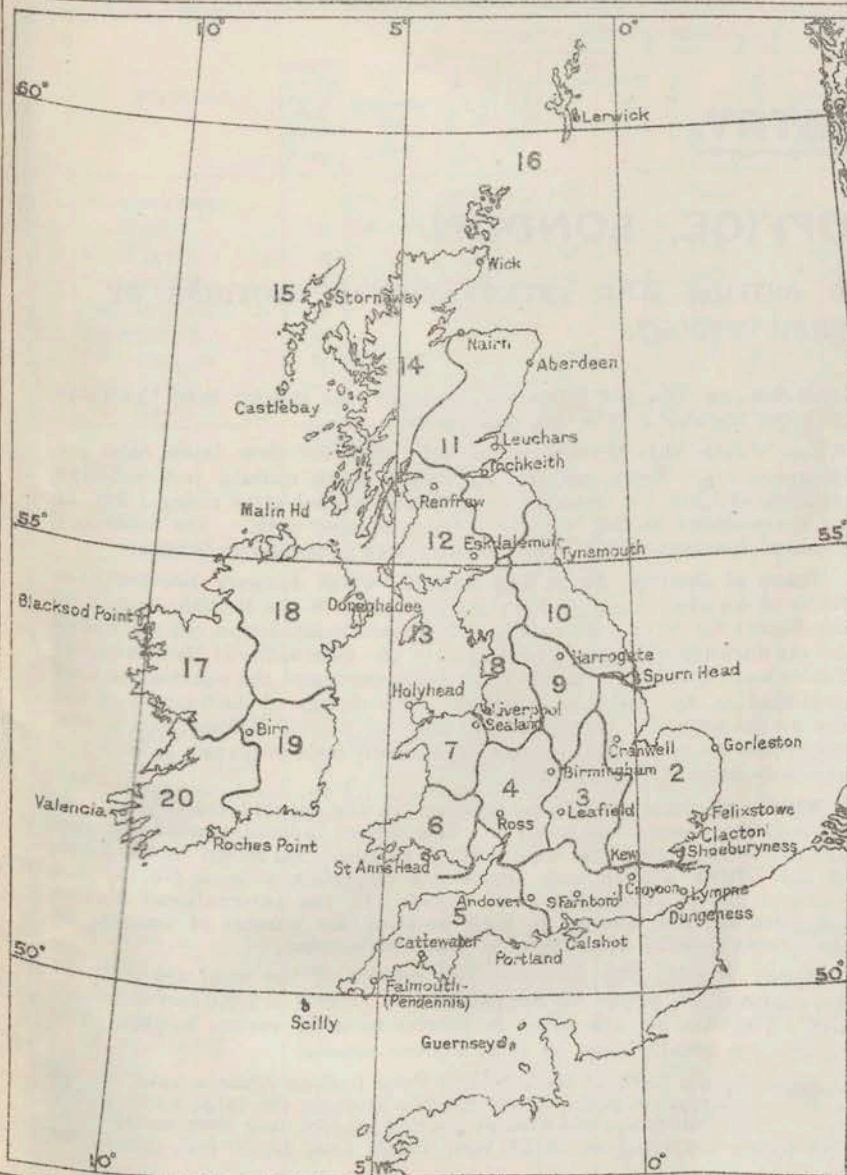 10° 5° 0° 5°
60°
Lerwick
16
Wick
15
Stornoway
Nairn
14
Aberdeen
Castlebay
Leuchars
11
Inchkeith
Renfrew
Malin Hd
55° 55°
12
Eskdalemuir
Tynemouth
Donaghadee
Blacksod Point
18
10
13
Harrogate
17
8
9
Spurn Head
Holyhead
Liverpool
Sealand
Birr
19
Cranwell
Gorleston
7
Birmingham
2
20
4
3
Valencia
Leafield
Felixstowe
Ross
Clacton
6
Shoeburyness
Roches Point
Kew
St Anns Head
Croydon
Lympne
Andover
S Farnboro
1
Dungeness
5
Calshot
Cattewater
Portland
50° 50°
Falmouth-
(Pendennis)
Scilly
Guernsey
10° 5°W 0°